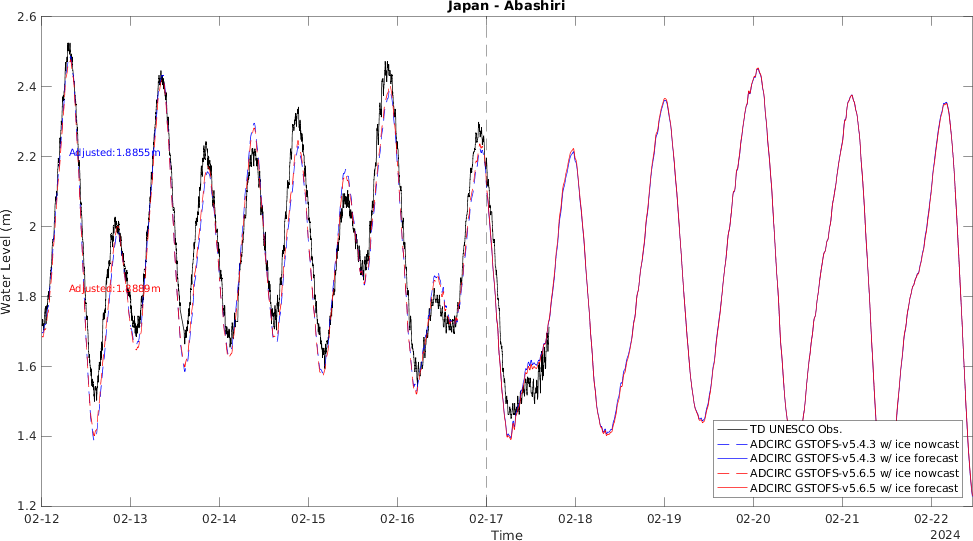 Japan - Abashiri
2.6
2.4
2.2
2
1.8
1.6
1.4
1.2
Water Level (m)
Adjusted:1.8855m
Adjusted:1.8889m
TD UNESCO Obs.
ADCIRC GSTOFS-v5.4.3 w/ ice nowcast
ADCIRC GSTOFS-v5.4.3 w/ ice forecast
ADCIRC GSTOFS-v5.6.5 w/ ice nowcast
ADCIRC GSTOFS-v5.6.5 w/ ice forecast
02-12 02-13 02-14 02-15 02-16 02-17 02-18 02-19 02-20 02-21 02-22
Time
2024